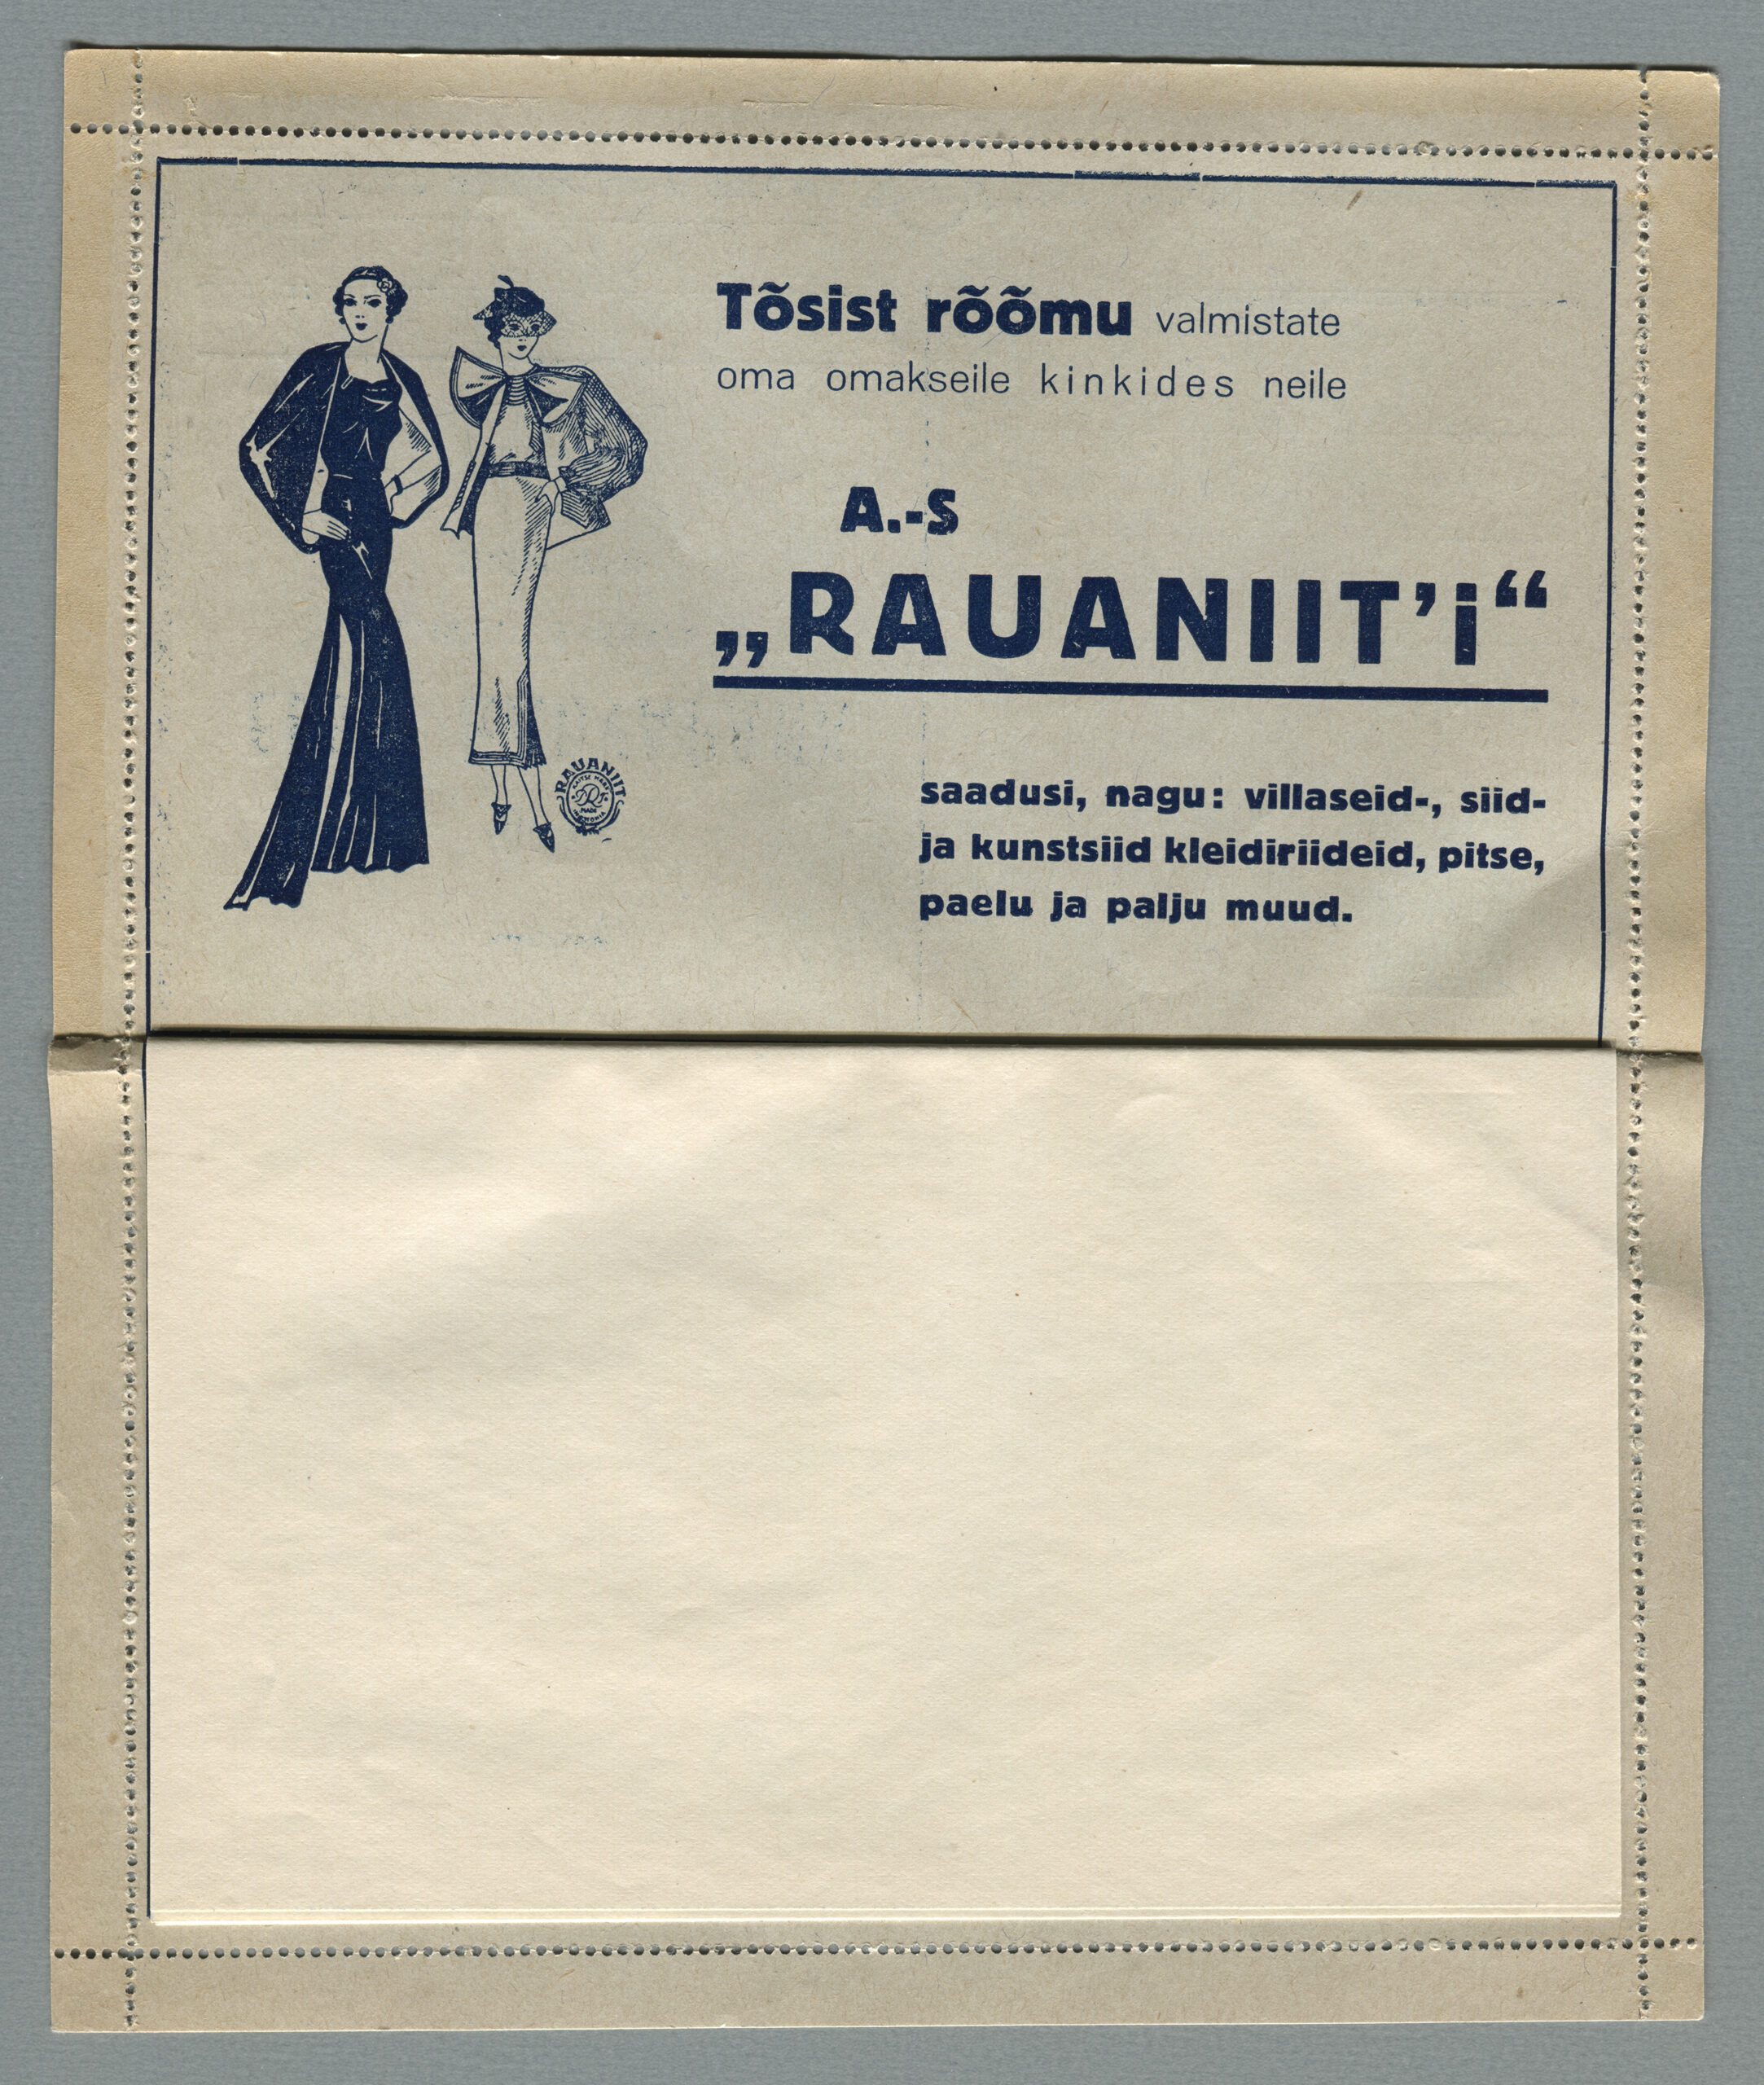 Tõsist rõõmu valmistate
oma omakseile kinkides neile
A.-S
„RAUANIIT’i“
RAUANIIT
saadusi, nagu: villaseid-, siid-
ja kunstsiid kleidiriideid, pitse,
paelu ja palju muud.